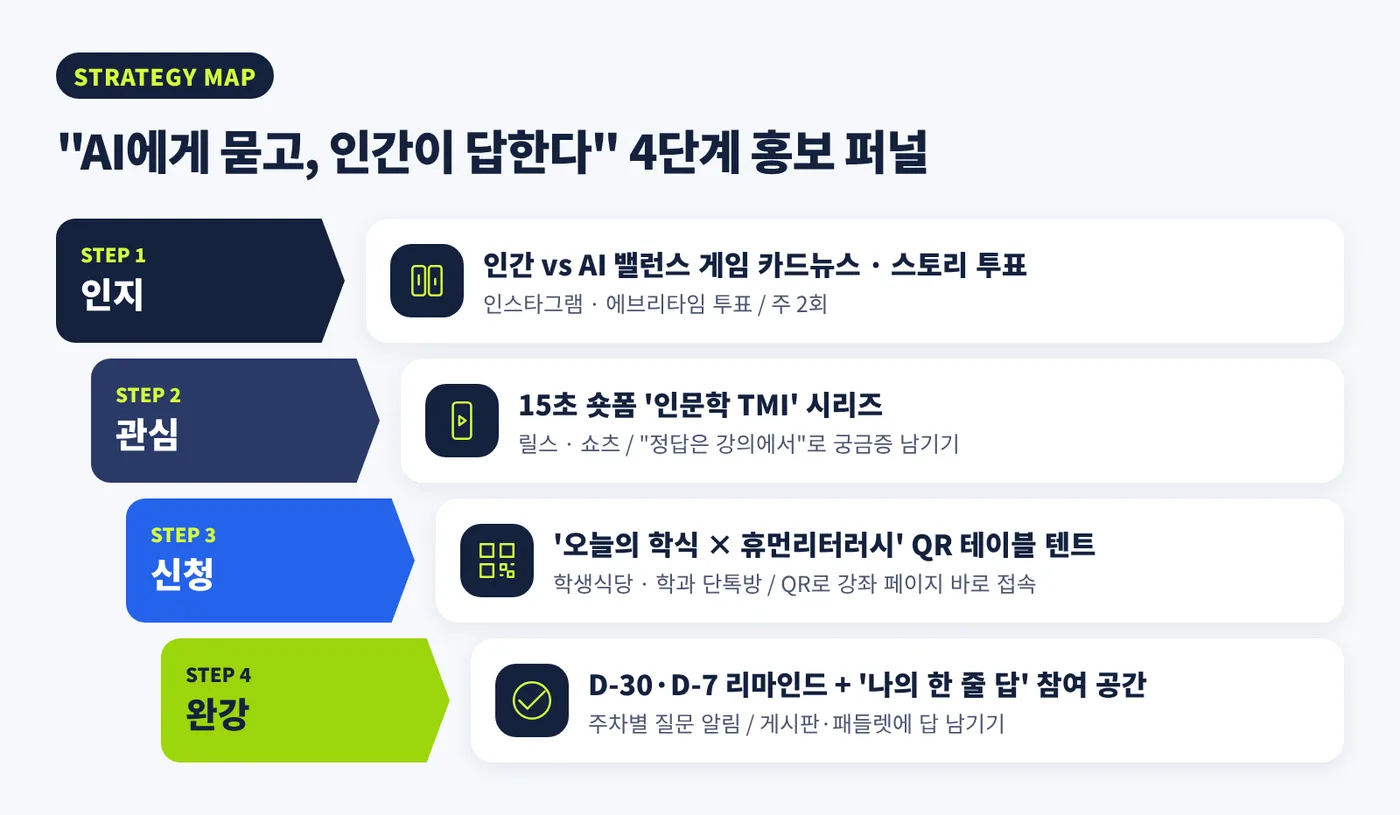 STRATEGY MAP
"AI에게 묻고, 인간이 답한다" 4단계 홍보 퍼널
STEP 1
인지
인간 vs AI 밸런스 게임 카드뉴스 · 스토리 투표
인스타그램 · 에브리타임 투표 / 주 2회
STEP 2
관심
15초 숏폼 '인문학 TMI' 시리즈
릴스 · 쇼츠 / "정답은 강의에서"로 궁금증 남기기
STEP 3
신청
'오늘의 학식 × 휴먼리터러시' QR 테이블 텐트
학생식당 · 학과 단톡방 / QR로 강좌 페이지 바로 접속
STEP 4
완강
D-30·D-7 리마인드 + '나의 한 줄 답' 참여 공간
주차별 질문 알림 / 게시판·패들렛에 답 남기기